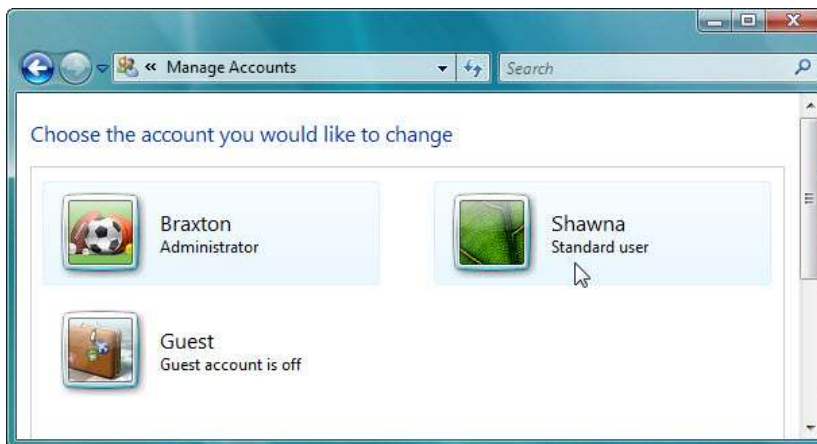 « Manage Accounts
Search
Choose the account you would like to change
Braxton
Administrator
Shawna
Standard user
Guest
Guest account is off